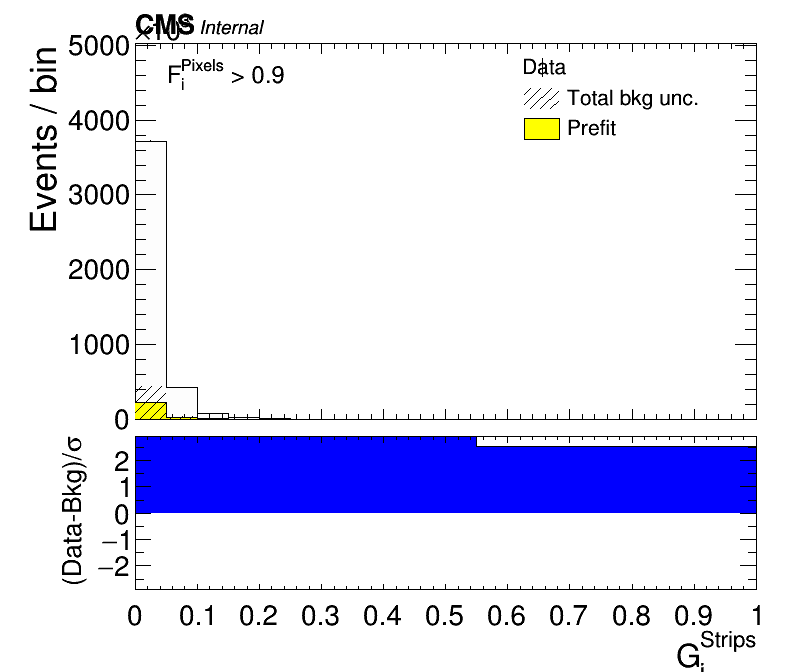 CMS Internal
×10³
Events / bin
5000
4000
3000
2000
1000
0
F_i^Pixels > 0.9
Data
Total bkg unc.
Prefit
(Data-Bkg)/σ
2
1
0
−1
−2
0 0.1 0.2 0.3 0.4 0.5 0.6 0.7 0.8 0.9 1
G_i^Strips